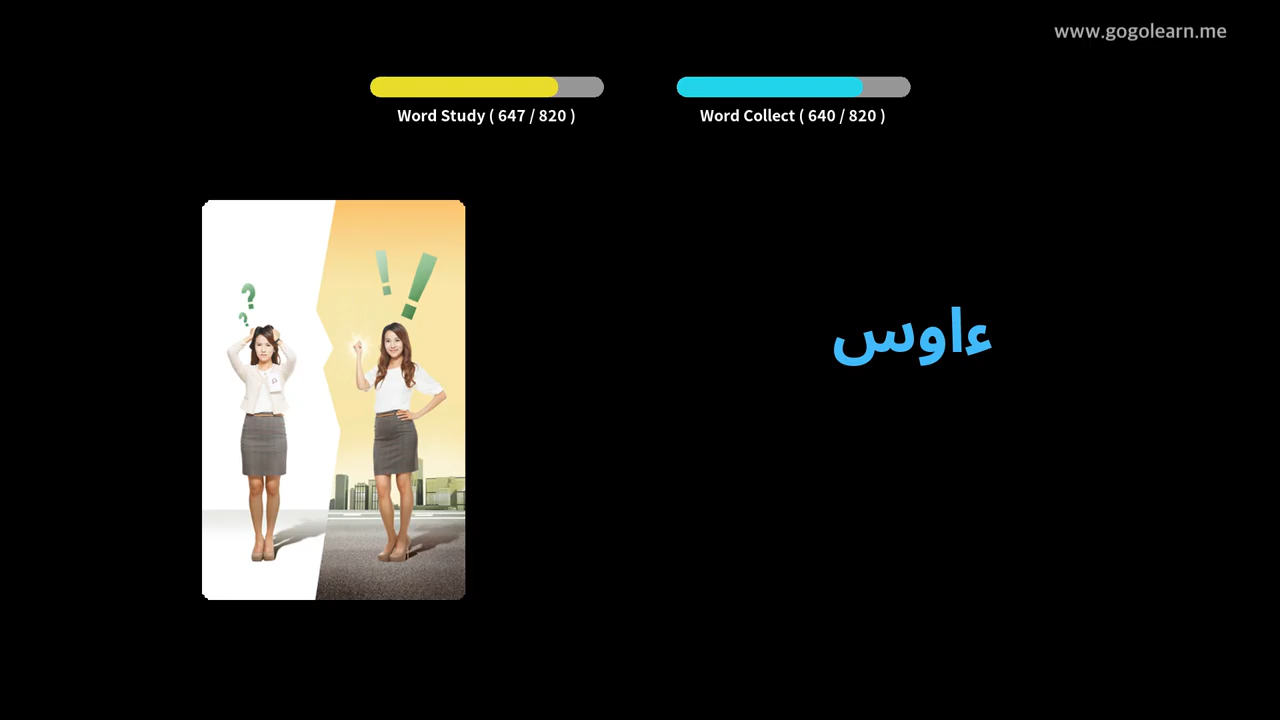 www.gogolearn.me
Word Study ( 647 / 820 )
Word Collect ( 640 / 820 )
? ? ! !
ءاوس